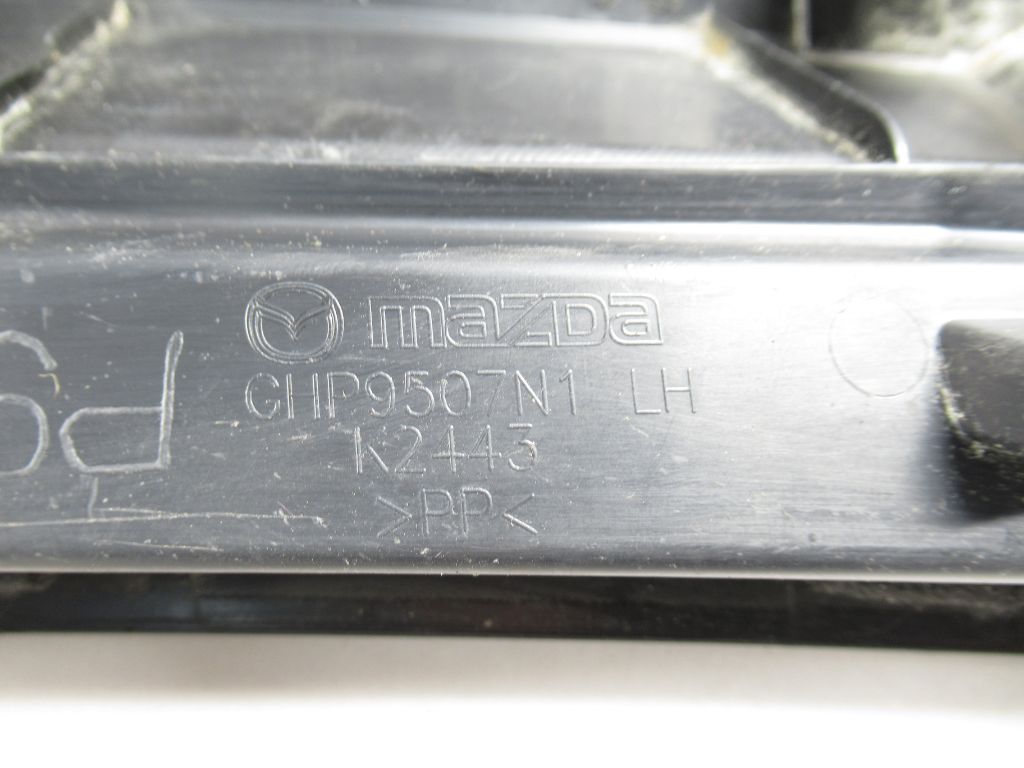 mazda
GHP9507N1 LH
K2443
>PP<